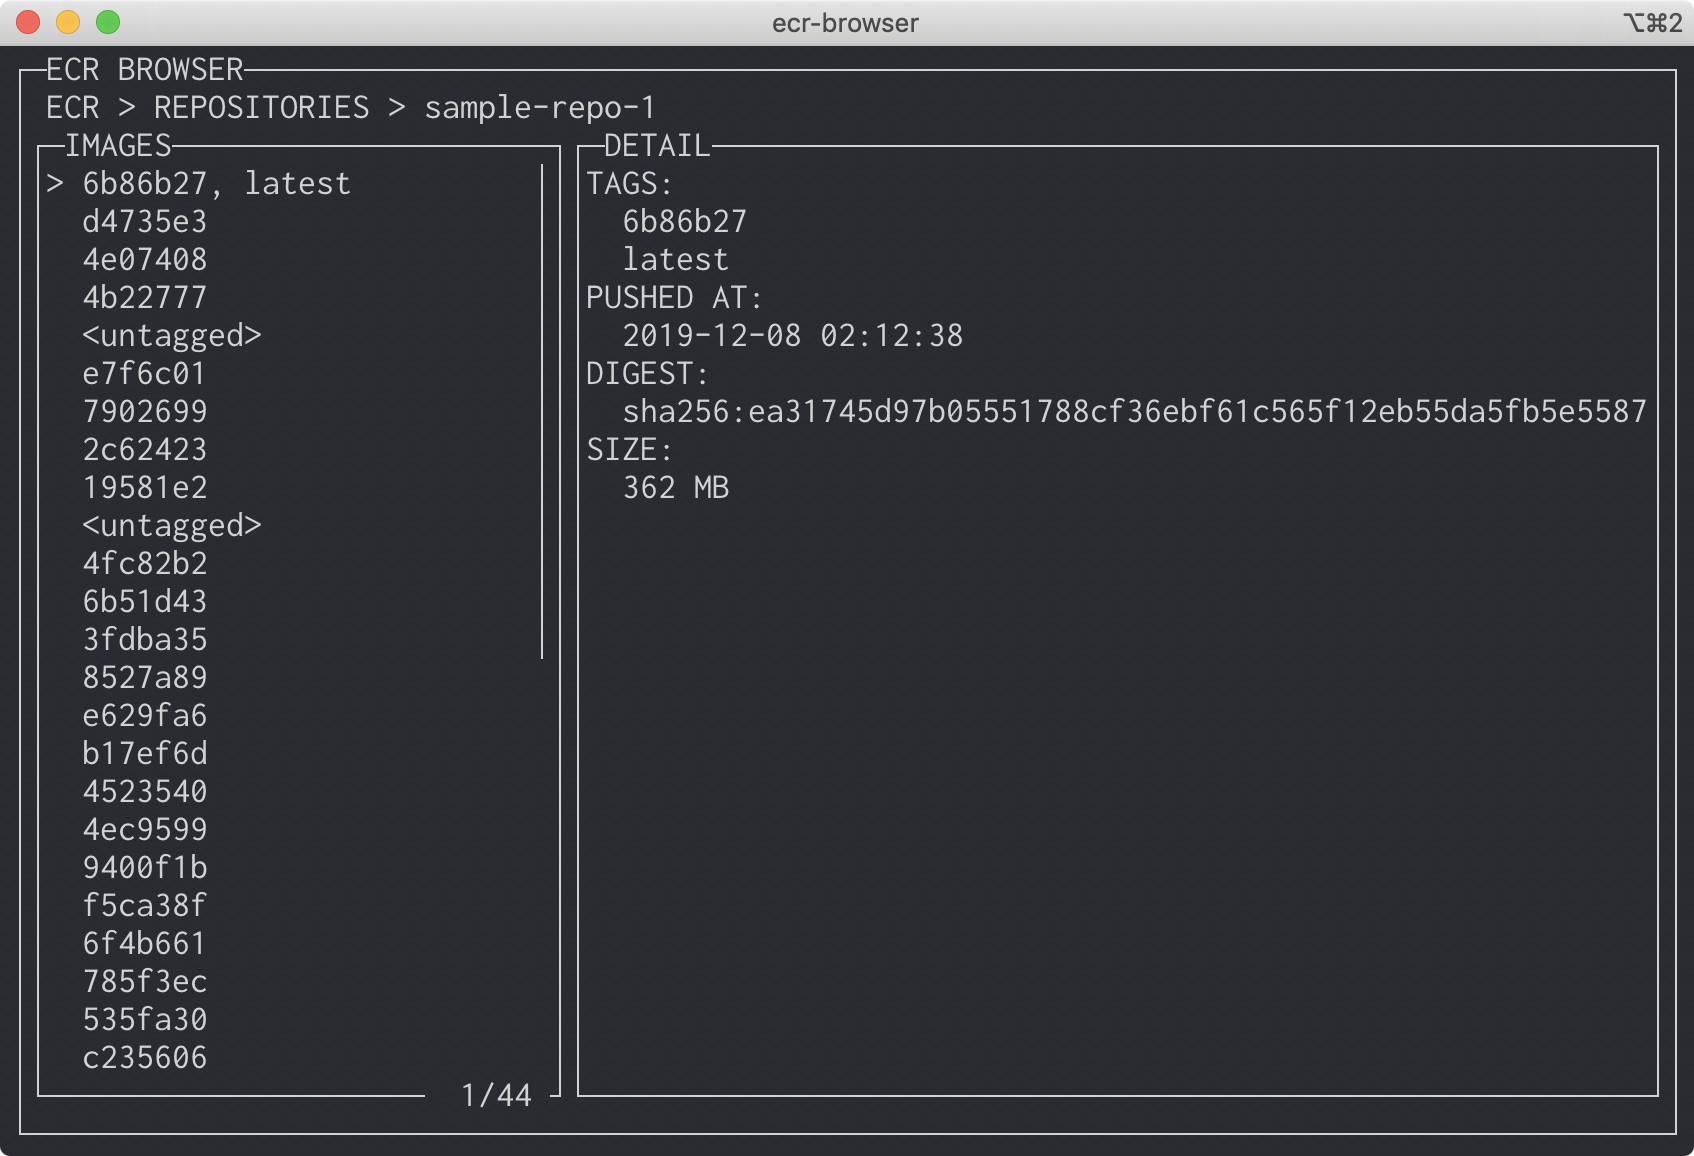 ecr-browser
⌥⌘2
ECR BROWSER
ECR > REPOSITORIES > sample-repo-1
IMAGES
> 6b86b27, latest
d4735e3
4e07408
4b22777
<untagged>
e7f6c01
7902699
2c62423
19581e2
<untagged>
4fc82b2
6b51d43
3fdba35
8527a89
e629fa6
b17ef6d
4523540
4ec9599
9400f1b
f5ca38f
6f4b661
785f3ec
535fa30
c235606
1/44
DETAIL
TAGS:
6b86b27
latest
PUSHED AT:
2019-12-08 02:12:38
DIGEST:
sha256:ea31745d97b05551788cf36ebf61c565f12eb55da5fb5e5587
SIZE:
362 MB